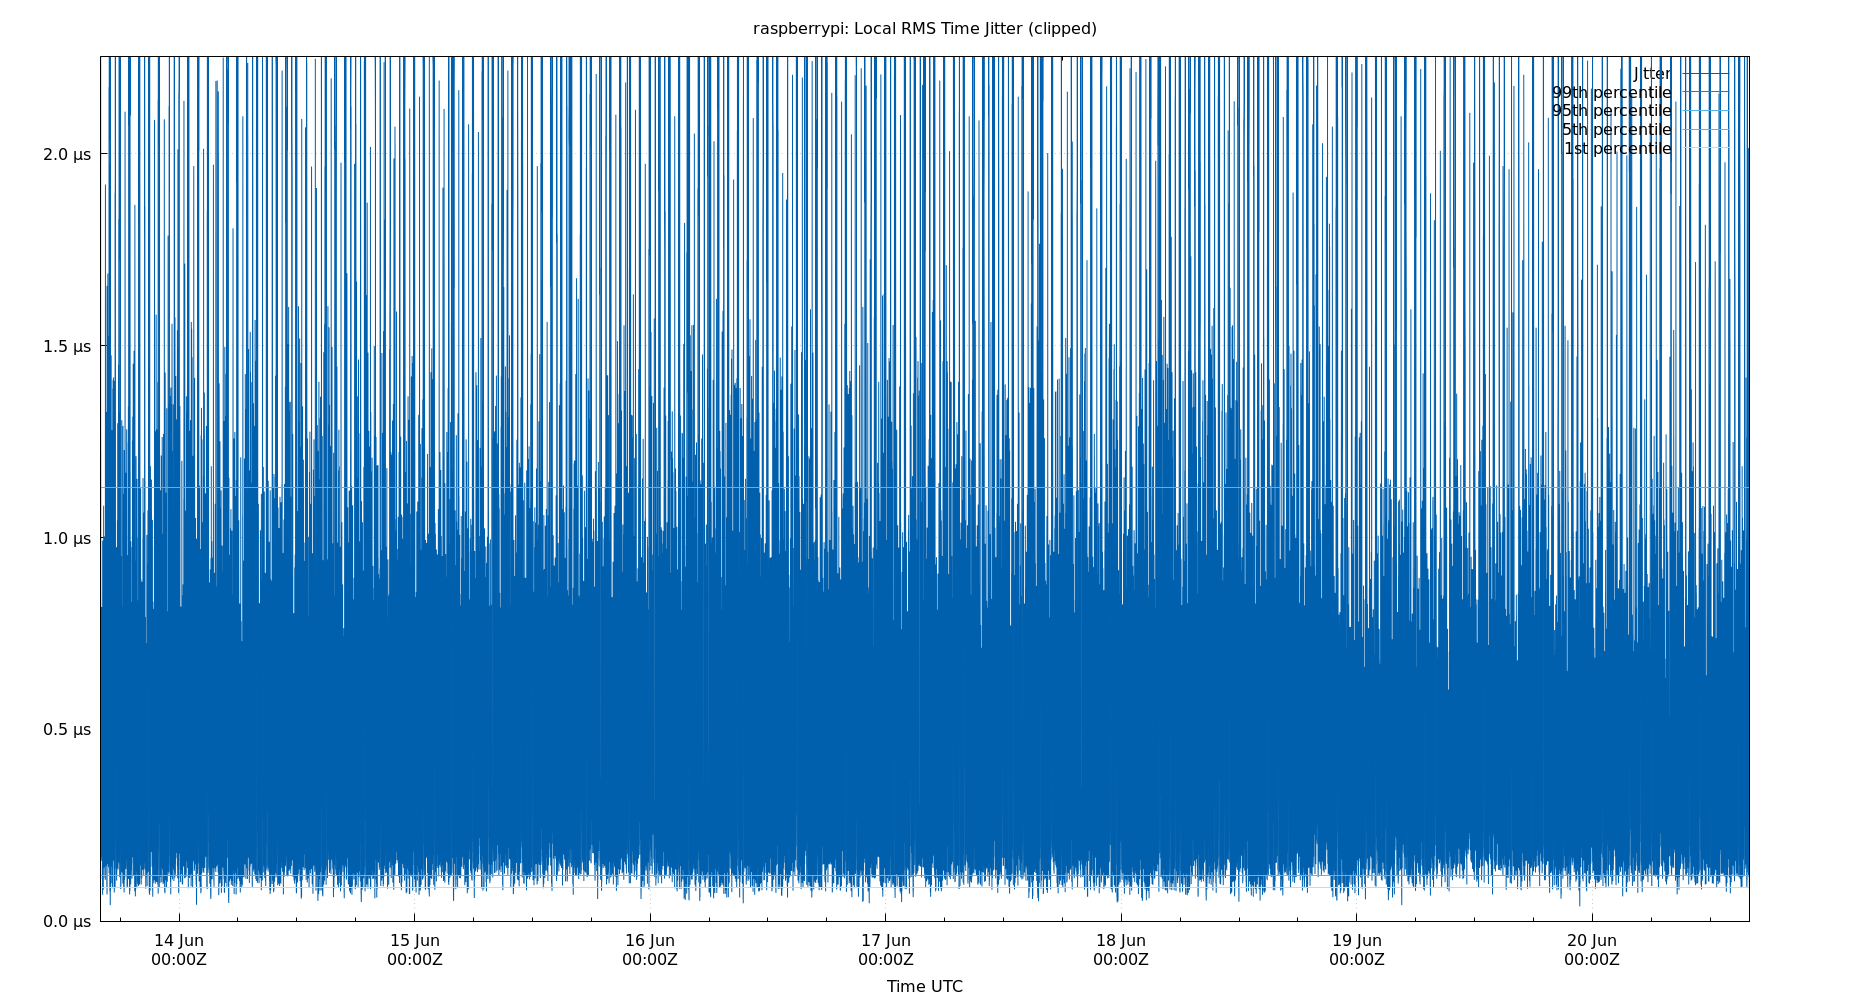 raspberrypi: Local RMS Time Jitter (clipped)
Jitter
99th percentile
95th percentile
5th percentile
1st percentile
2.0 µs
1.5 µs
1.0 µs
0.5 µs
0.0 µs
14 Jun 15 Jun 16 Jun 17 Jun 18 Jun 19 Jun 20 Jun
00:00Z 00:00Z 00:00Z 00:00Z 00:00Z 00:00Z 00:00Z
Time UTC